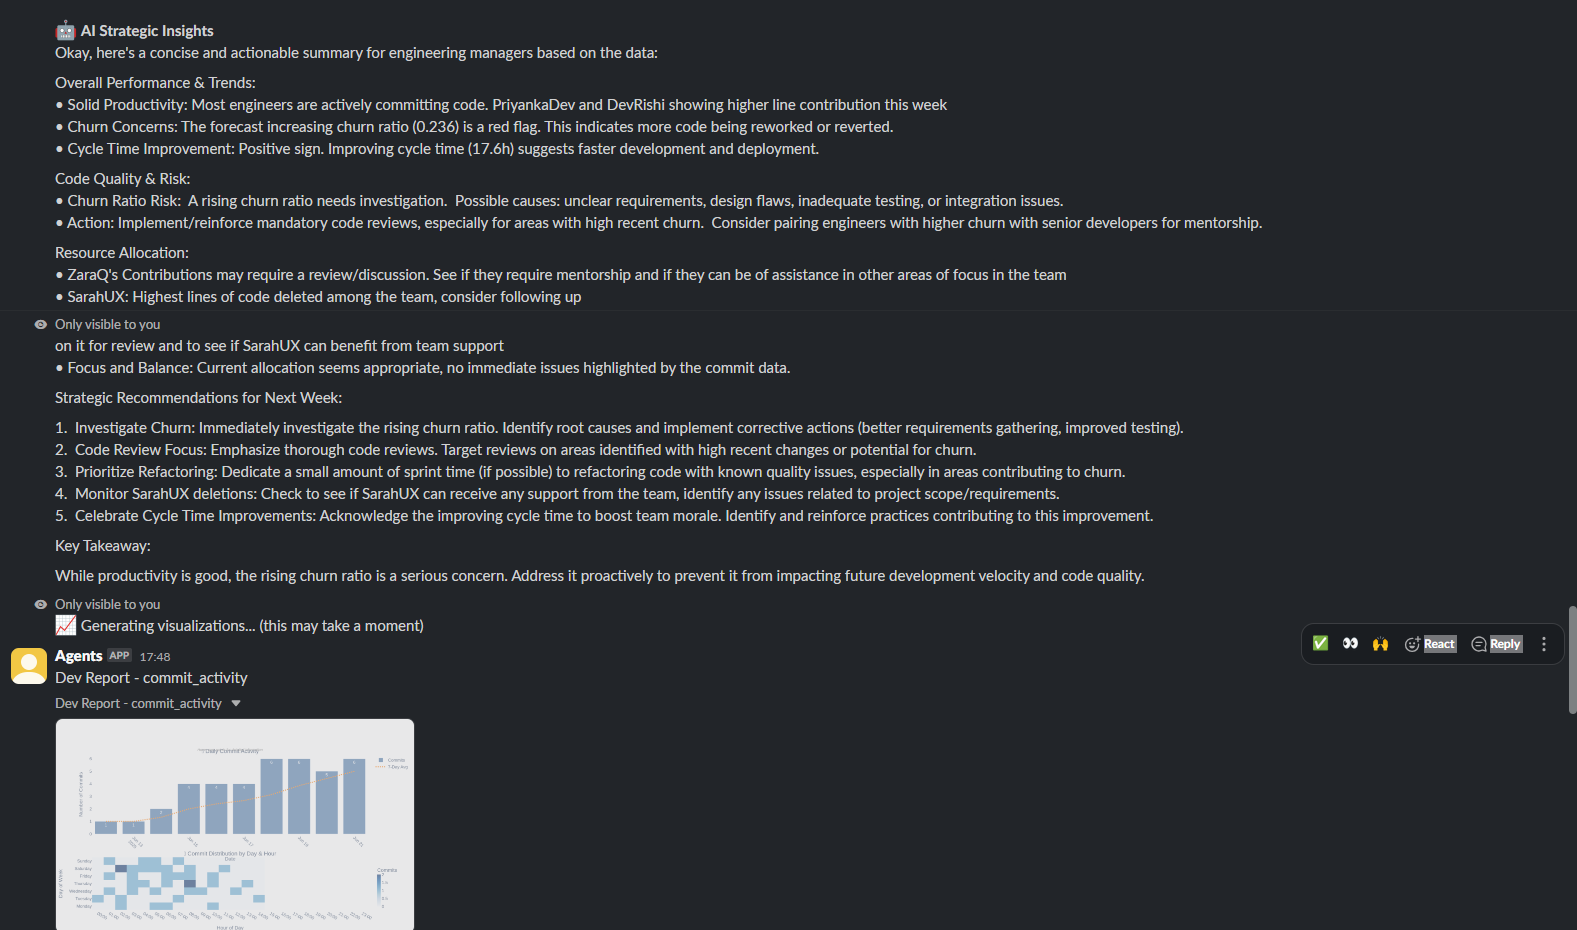 AI Strategic Insights
Okay, here's a concise and actionable summary for engineering managers based on the data:
Overall Performance & Trends:
• Solid Productivity: Most engineers are actively committing code. PriyankaDev and DevRishi showing higher line contribution this week
• Churn Concerns: The forecast increasing churn ratio (0.236) is a red flag. This indicates more code being reworked or reverted.
• Cycle Time Improvement: Positive sign. Improving cycle time (17.6h) suggests faster development and deployment.
Code Quality & Risk:
• Churn Ratio Risk:  A rising churn ratio needs investigation.  Possible causes: unclear requirements, design flaws, inadequate testing, or integration issues.
• Action: Implement/reinforce mandatory code reviews, especially for areas with high recent churn.  Consider pairing engineers with higher churn with senior developers for mentorship.
Resource Allocation:
• ZaraQ's Contributions may require a review/discussion. See if they require mentorship and if they can be of assistance in other areas of focus in the team
• SarahUX: Highest lines of code deleted among the team, consider following up
Only visible to you
on it for review and to see if SarahUX can benefit from team support
• Focus and Balance: Current allocation seems appropriate, no immediate issues highlighted by the commit data.
Strategic Recommendations for Next Week:
1. Investigate Churn: Immediately investigate the rising churn ratio. Identify root causes and implement corrective actions (better requirements gathering, improved testing).
2. Code Review Focus: Emphasize thorough code reviews. Target reviews on areas identified with high recent changes or potential for churn.
3. Prioritize Refactoring: Dedicate a small amount of sprint time (if possible) to refactoring code with known quality issues, especially in areas contributing to churn.
4. Monitor SarahUX deletions: Check to see if SarahUX can receive any support from the team, identify any issues related to project scope/requirements.
5. Celebrate Cycle Time Improvements: Acknowledge the improving cycle time to boost team morale. Identify and reinforce practices contributing to this improvement.
Key Takeaway:
While productivity is good, the rising churn ratio is a serious concern. Address it proactively to prevent it from impacting future development velocity and code quality.
Only visible to you
Generating visualizations... (this may take a moment)
React Reply
Agents APP 17:48
Dev Report - commit_activity
Dev Report - commit_activity
Daily Commit Activity
Commits
7-Day Avg
Number of Commits
Commit Distribution by Day & Hour
Date
Sunday
Saturday
Friday
Thursday
Wednesday
Tuesday
Monday
Day of Week
Commits
Hour of Day